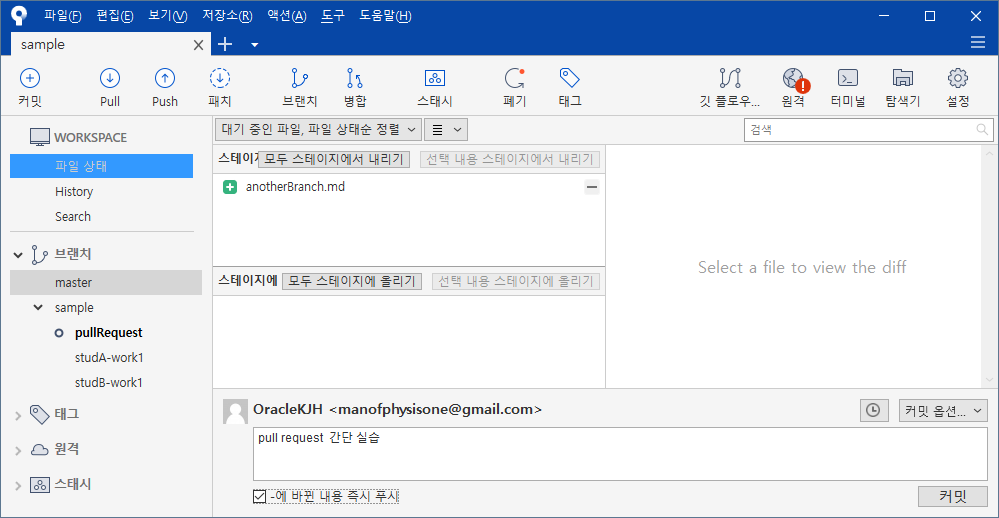 파일(F) 편집(E) 보기(V) 저장소(R) 액션(A) 도구 도움말(H)
sample
커밋 Pull Push 패치 브랜치 병합 스태시 폐기 태그 깃 플로우... 원격 터미널 탐색기 설정
WORKSPACE
파일 상태
History
Search
브랜치
master
sample
pullRequest
studA-work1
studB-work1
태그
원격
스태시
대기 중인 파일, 파일 상태순 정렬
검색
스테이지 모두 스테이지에서 내리기 선택 내용 스테이지에서 내리기
anotherBranch.md
스테이지에 모두 스테이지에 올리기 선택 내용 스테이지에 올리기
Select a file to view the diff
OracleKJH <manofphysisone@gmail.com>
커밋 옵션...
pull request 간단 실습
-에 바뀐 내용 즉시 푸시
커밋